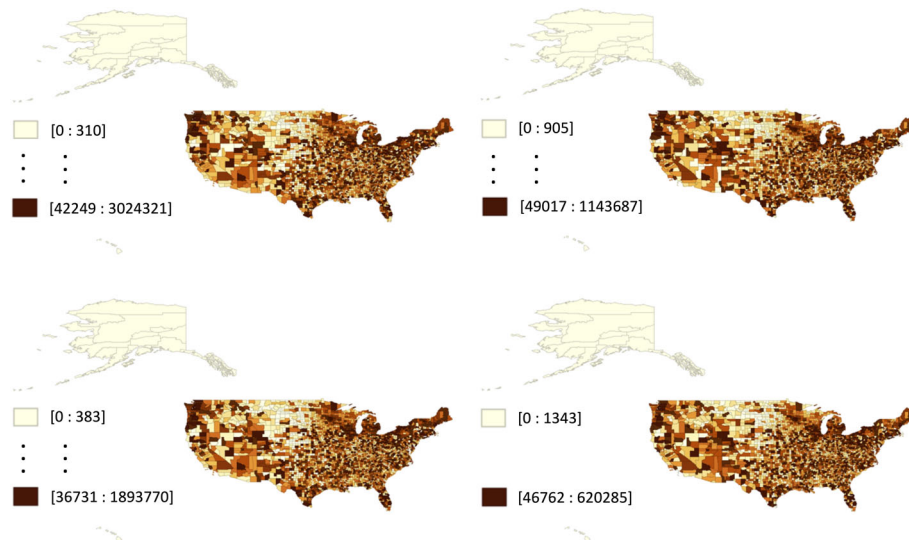 [0 : 310]
[42249 : 3024321]
[0 : 905]
[49017 : 1143687]
[0 : 383]
[36731 : 1893770]
[0 : 1343]
[46762 : 620285]